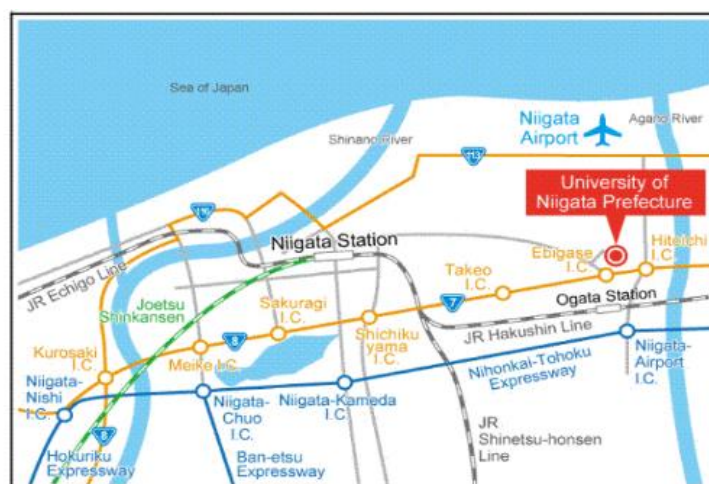 Sea of Japan
Shinano River
Niigata
Airport
Agano River
113
University of
Niigata Prefecture
116
Niigata Station
Hiteichi
I.C.
Ebigase
I.C.
JR Echigo Line
Takeo
I.C.
Joetsu
Shinkansen
Sakuragi
I.C.
7
Ogata Station
8
Shichiku
yama I.C.
JR Hakushin Line
Kurosaki
I.C.
Meike I.C.
Niigata-
Airport
I.C.
Nihonkai-Tohoku
Expressway
Niigata-
Nishi
I.C.
Niigata-
Chuo
I.C.
Niigata-Kameda
I.C.
8
Hokuriku
Expressway
Ban-etsu
Expressway
JR
Shinetsu-honsen
Line